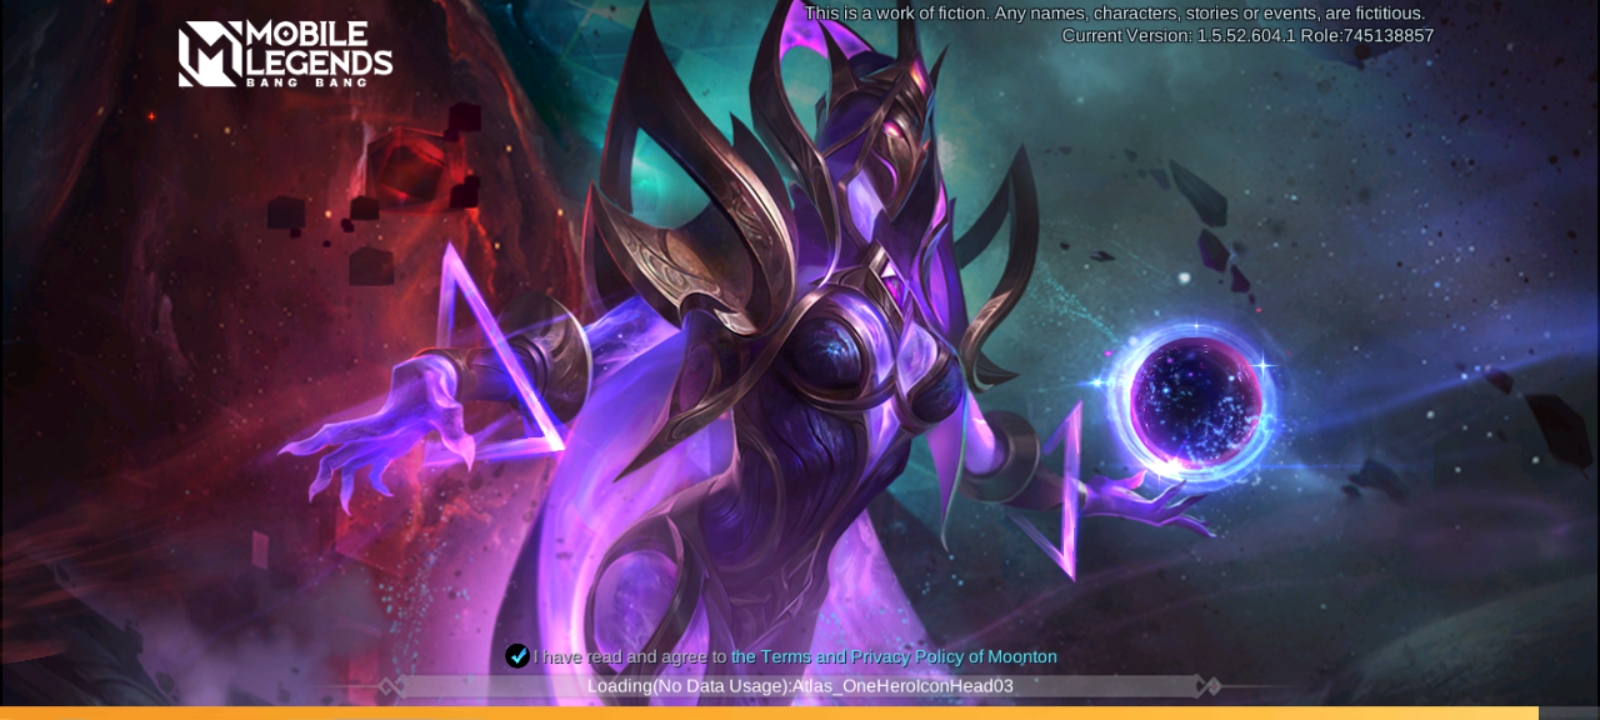 This is a work of fiction. Any names, characters, stories or events, are fictitious.
MOBILE
LEGENDS
BANG BANG
Current Version: 1.5.52.604.1 Role:745138857
I have read and agree to the Terms and Privacy Policy of Moonton
Loading(No Data Usage):Atlas_OneHeroIconHead03